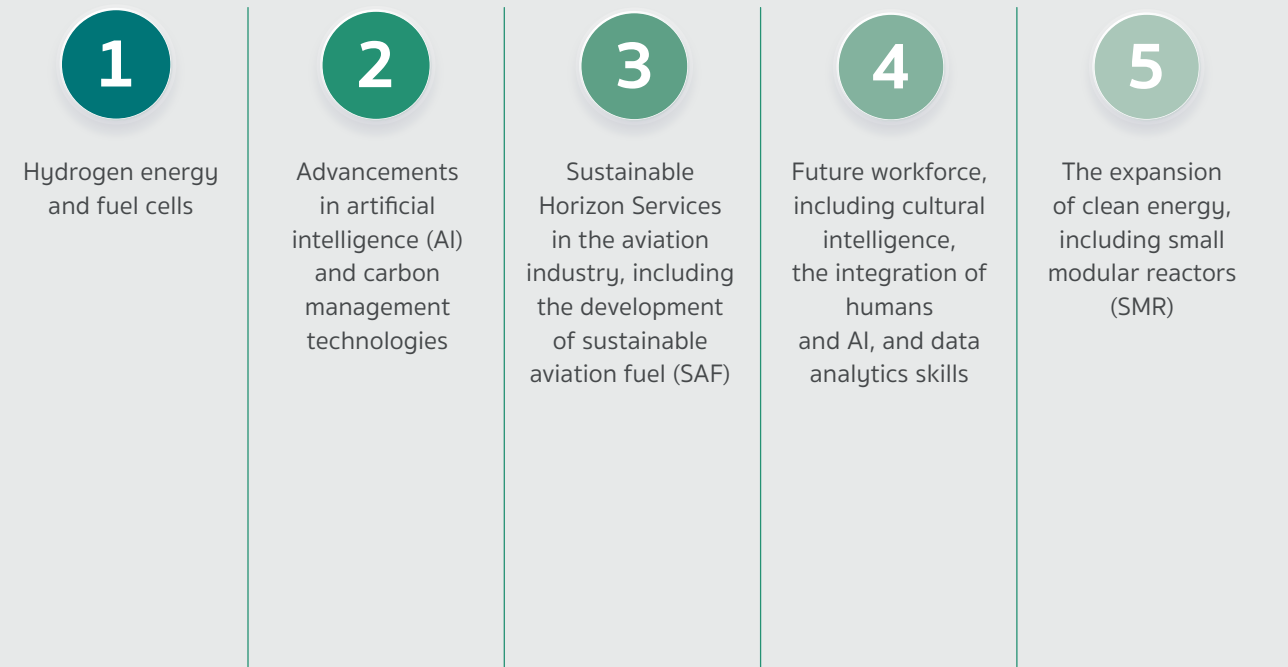 1
Hydrogen energy
and fuel cells
2
Advancements
in artificial
intelligence (AI)
and carbon
management
technologies
3
Sustainable
Horizon Services
in the aviation
industry, including
the development
of sustainable
aviation fuel (SAF)
4
Future workforce,
including cultural
intelligence,
the integration of
humans
and AI, and data
analytics skills
5
The expansion
of clean energy,
including small
modular reactors
(SMR)